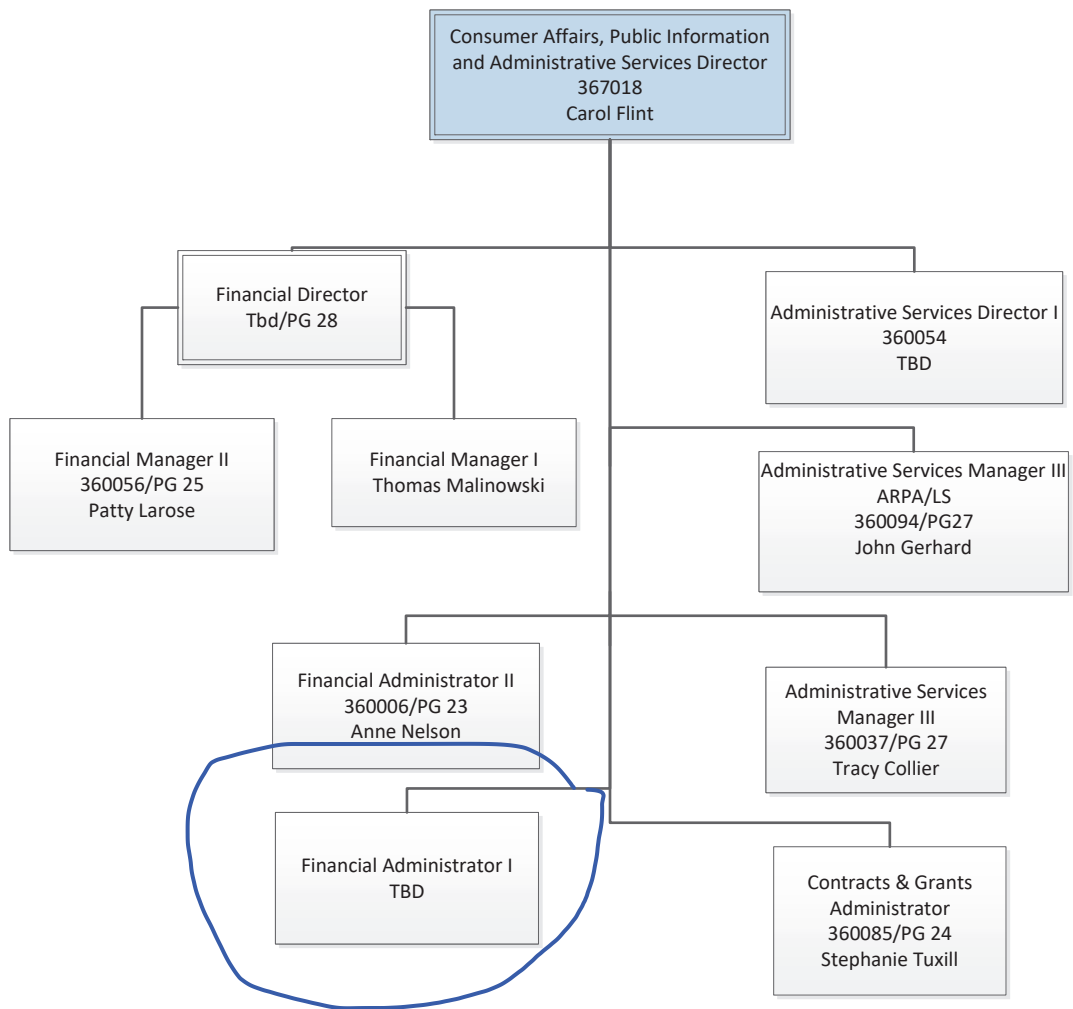 Consumer Affairs, Public Information
and Administrative Services Director
367018
Carol Flint
Financial Director
Tbd/PG 28
Administrative Services Director I
360054
TBD
Financial Manager II
360056/PG 25
Patty Larose
Financial Manager I
Thomas Malinowski
Administrative Services Manager III
ARPA/LS
360094/PG27
John Gerhard
Financial Administrator II
360006/PG 23
Anne Nelson
Administrative Services
Manager III
360037/PG 27
Tracy Collier
Financial Administrator I
TBD
Contracts & Grants
Administrator
360085/PG 24
Stephanie Tuxill